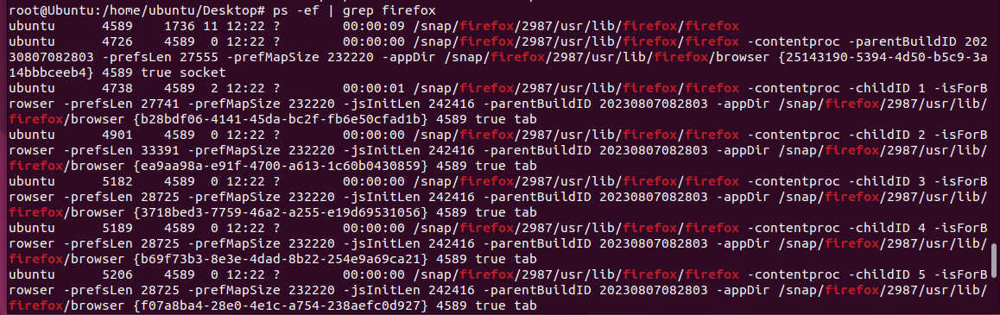 root@Ubuntu:/home/ubuntu/Desktop# ps -ef | grep firefox
ubuntu      4589    1736 11 12:22 ?        00:00:09 /snap/firefox/2987/usr/lib/firefox/firefox
ubuntu      4726    4589  0 12:22 ?        00:00:00 /snap/firefox/2987/usr/lib/firefox/firefox -contentproc -parentBuildID 202
30807082803 -prefsLen 27555 -prefMapSize 232220 -appDir /snap/firefox/2987/usr/lib/firefox/browser {25143190-5394-4d50-b5c9-3a
14bbbceeb4} 4589 true socket
ubuntu      4738    4589  2 12:22 ?        00:00:01 /snap/firefox/2987/usr/lib/firefox/firefox -contentproc -childID 1 -isForB
rowser -prefsLen 27741 -prefMapSize 232220 -jsInitLen 242416 -parentBuildID 20230807082803 -appDir /snap/firefox/2987/usr/lib/
firefox/browser {b28bdf06-4141-45da-bc2f-fb6e50cfad1b} 4589 true tab
ubuntu      4901    4589  0 12:22 ?        00:00:00 /snap/firefox/2987/usr/lib/firefox/firefox -contentproc -childID 2 -isForB
rowser -prefsLen 33391 -prefMapSize 232220 -jsInitLen 242416 -parentBuildID 20230807082803 -appDir /snap/firefox/2987/usr/lib/
firefox/browser {ea9aa98a-e91f-4700-a613-1c60b0430859} 4589 true tab
ubuntu      5182    4589  0 12:22 ?        00:00:00 /snap/firefox/2987/usr/lib/firefox/firefox -contentproc -childID 3 -isForB
rowser -prefsLen 28725 -prefMapSize 232220 -jsInitLen 242416 -parentBuildID 20230807082803 -appDir /snap/firefox/2987/usr/lib/
firefox/browser {3718bed3-7759-46a2-a255-e19d69531056} 4589 true tab
ubuntu      5189    4589  0 12:22 ?        00:00:00 /snap/firefox/2987/usr/lib/firefox/firefox -contentproc -childID 4 -isForB
rowser -prefsLen 28725 -prefMapSize 232220 -jsInitLen 242416 -parentBuildID 20230807082803 -appDir /snap/firefox/2987/usr/lib/
firefox/browser {b69f73b3-8e3e-4dad-8b22-254e9a69ca21} 4589 true tab
ubuntu      5206    4589  0 12:22 ?        00:00:00 /snap/firefox/2987/usr/lib/firefox/firefox -contentproc -childID 5 -isForB
rowser -prefsLen 28725 -prefMapSize 232220 -jsInitLen 242416 -parentBuildID 20230807082803 -appDir /snap/firefox/2987/usr/lib/
firefox/browser {f07a8ba4-28e0-4e1c-a754-238aefc0d927} 4589 true tab